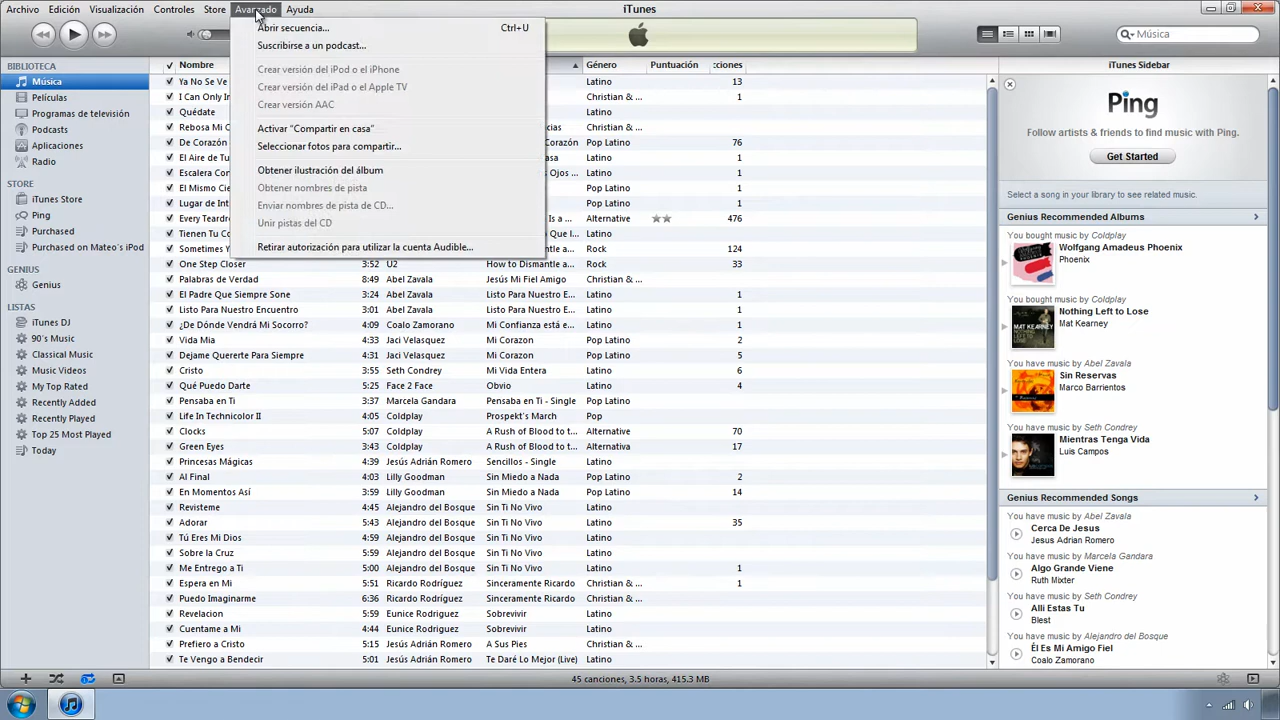 Archivo Edición Visualización Controles Store Avanzado Ayuda
iTunes
Música
Abrir secuencia... Ctrl+U
Suscribirse a un podcast...
Crear versión del iPod o el iPhone
Crear versión del iPad o el Apple TV
Crear versión AAC
Activar “Compartir en casa”
Seleccionar fotos para compartir...
Obtener ilustración del álbum
Obtener nombres de pista
Enviar nombres de pista de CD...
Unir pistas del CD
Retirar autorización para utilizar la cuenta Audible...
BIBLIOTECA
Música
Películas
Programas de televisión
Podcasts
Aplicaciones
Radio
STORE
iTunes Store
Ping
Purchased
Purchased on Mateo's iPod
GENIUS
Genius
LISTAS
iTunes DJ
90's Music
Classical Music
Music Videos
My Top Rated
Recently Added
Recently Played
Top 25 Most Played
Today
Nombre Género Puntuación :ciones
Ya No Se Ve Latino 13
I Can Only In Christian & ... 1
Quédate Latino
Rebosa Mi C cias Christian & ...
De Corazón Corazón Pop Latino 76
El Aire de Tu a Latino 1
Escalera Con Ojos ... Latino 1
El Mismo Cie Pop Latino 1
Lugar de Int Pop Latino 1
Every Teardro Is a ... Alternative ★★ 476
Tienen Tu Co Que I... Latino 1
Sometimes Y antle ... Rock 124
One Step Closer 3:52 U2 How to Dismantle a ... Rock 33
Palabras de Verdad 8:49 Abel Zavala Jesús Mi Fiel Amigo Christian & ...
El Padre Que Siempre Sone 3:24 Abel Zavala Listo Para Nuestro E... Latino 1
Listo Para Nuestro Encuentro 3:01 Abel Zavala Listo Para Nuestro E... Latino 1
¿De Dónde Vendrá Mi Socorro? 4:09 Coalo Zamorano Mi Confianza está e... Latino 1
Vida Mia 4:33 Jaci Velasquez Mi Corazon Pop Latino 2
Dejame Quererte Para Siempre 4:31 Jaci Velasquez Mi Corazon Pop Latino 5
Cristo 4:31 Seth Condrey Mi Vida Entera Latino 6
Qué Puedo Darte 5:25 Face 2 Face Obvio Latino 4
Pensaba en Ti 3:37 Marcela Gandara Pensaba en Ti - Single Pop Latino
Life In Technicolor II 4:05 Coldplay Prospekt's March Pop
Clocks 5:07 Coldplay A Rush of Blood to t... Alternative 70
Green Eyes 3:43 Coldplay A Rush of Blood to t... Alternativa 17
Princesas Mágicas 4:39 Jesús Adrián Romero Sencillos - Single Latino
Al Final 4:39 Lilly Goodman Sin Miedo a Nada Pop Latino 2
En Momentos Así 3:59 Lilly Goodman Sin Miedo a Nada Pop Latino 14
Revisteme 4:45 Alejandro del Bosque Sin Ti No Vivo Latino
Adorar 5:43 Alejandro del Bosque Sin Ti No Vivo Latino 35
Tú Eres Mi Dios 4:59 Alejandro del Bosque Sin Ti No Vivo Latino
Sobre la Cruz 4:59 Alejandro del Bosque Sin Ti No Vivo Latino
Me Entrego a Ti 5:00 Alejandro del Bosque Sin Ti No Vivo Latino 1
Espera en Mi 5:51 Ricardo Rodríguez Sinceramente Ricardo Christian & ... 1
Puedo Imaginarme 6:36 Ricardo Rodríguez Sinceramente Ricardo Christian & ...
Revelacion 5:59 Eunice Rodriguez Sobrevivir Latino
Cuentame a Mi 4:44 Eunice Rodriguez Sobrevivir Latino
Prefiero a Cristo 5:15 Jesús Adrián Romero A Sus Pies Christian & ...
Te Vengo a Bendecir 5:01 Jesús Adrián Romero Te Daré Lo Mejor (Live) Latino
iTunes Sidebar
Ping
Follow artists & friends to find music with Ping.
Get Started
Select a song in your library to see related music.
Genius Recommended Albums
You bought music by Coldplay
Wolfgang Amadeus Phoenix
Phoenix
You bought music by Coldplay
Nothing Left to Lose
Mat Kearney
You bought music by Abel Zavala
Sin Reservas
Marco Barrientos
You bought music by Seth Condrey
Mientras Tenga Vida
Luis Campos
Genius Recommended Songs
You have music by Abel Zavala
Cerca De Jesus
Jesus Adrian Romero
You have music by Marcela Gandara
Algo Grande Viene
Ruth Mixter
You have music by Seth Condrey
Alli Estas Tu
Blest
You have music by Alejandro del Bosque
Él Es Mi Amigo Fiel
Coalo Zamorano
45 canciones, 3.5 horas, 415.3 MB